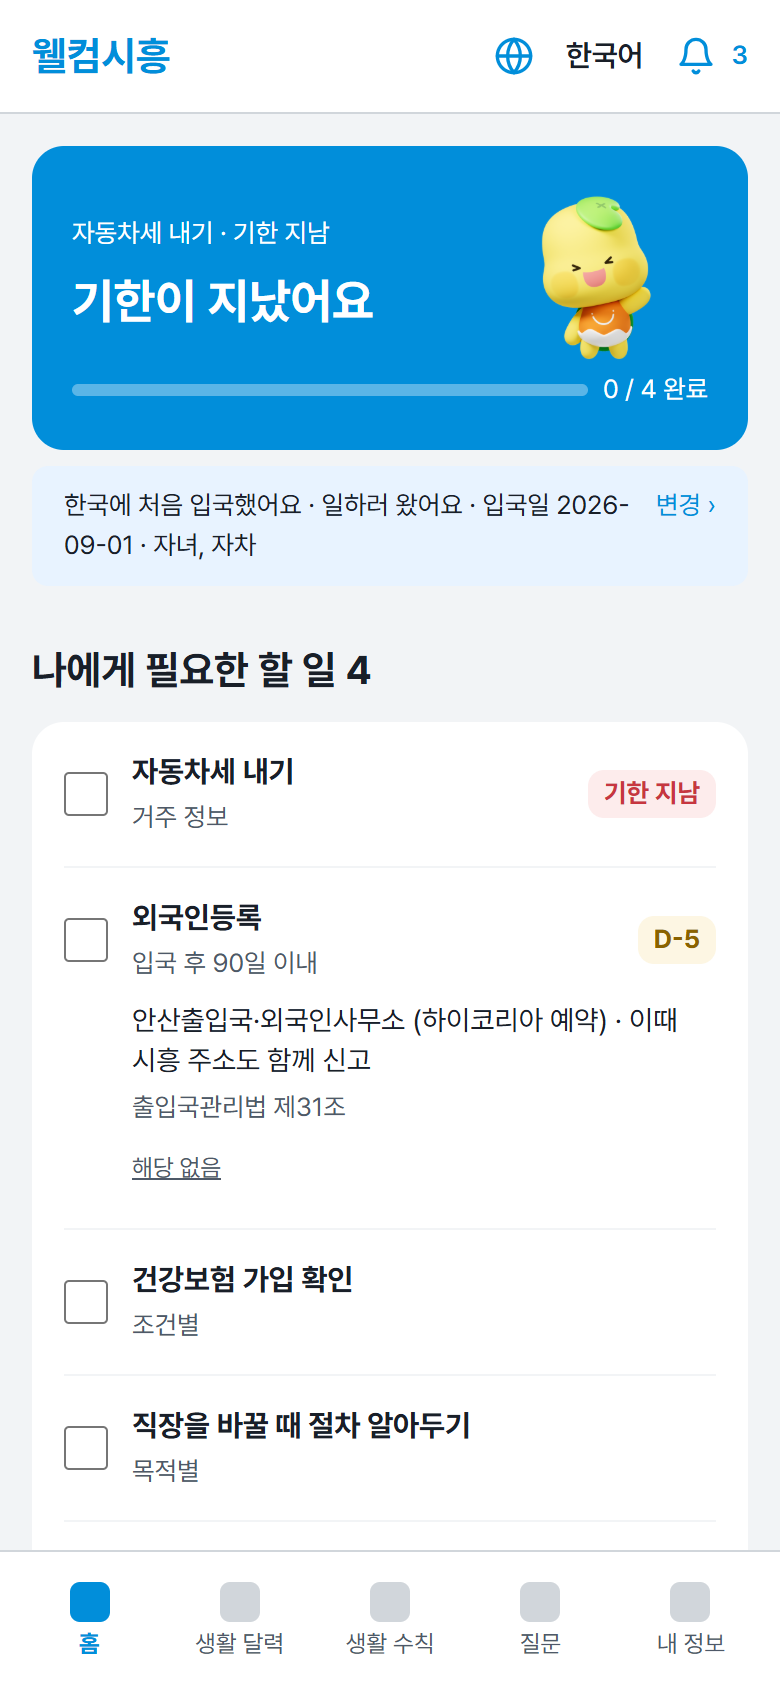 웰컴시흥
한국어
3
자동차세 내기 · 기한 지남
기한이 지났어요
0 / 4 완료
한국에 처음 입국했어요 · 일하러 왔어요 · 입국일 2026-
09-01 · 자녀, 자차
변경 ›
나에게 필요한 할 일 4
자동차세 내기
거주 정보
기한 지남
외국인등록
입국 후 90일 이내
D-5
안산출입국·외국인사무소 (하이코리아 예약) · 이때
시흥 주소도 함께 신고
출입국관리법 제31조
해당 없음
건강보험 가입 확인
조건별
직장을 바꿀 때 절차 알아두기
목적별
홈
생활 달력
생활 수칙
질문
내 정보